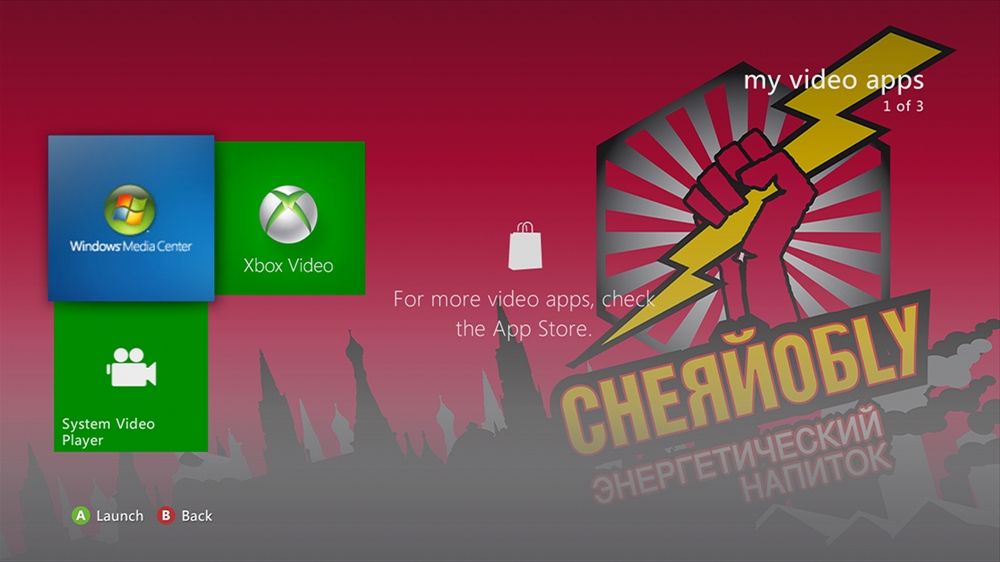 my video apps
1 of 3
Windows Media Center
Xbox Video
For more video apps, check
the App Store.
System Video
Player
CHEЯЙOБLY
ЭНЕРГЕТИЧЕСКИЙ
НАПИТОК
A Launch B Back